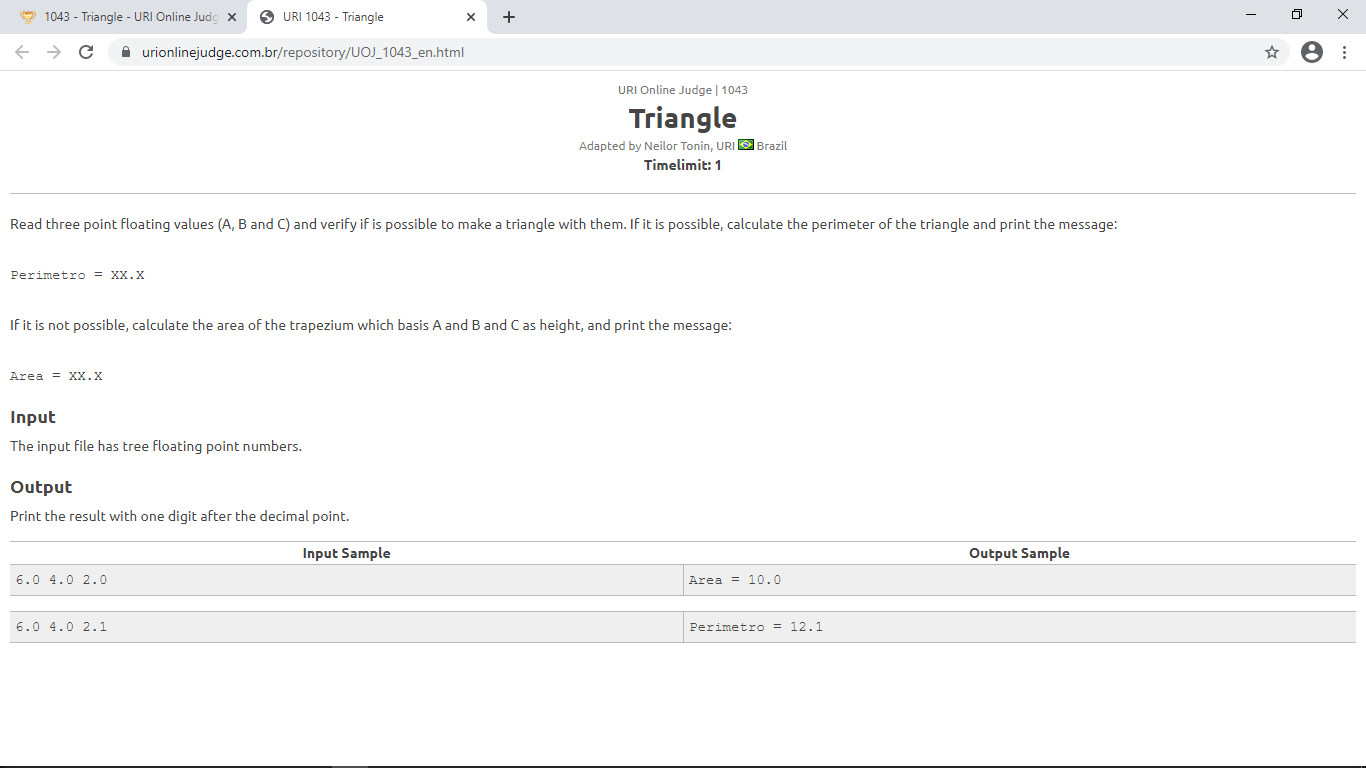 1043 - Triangle - URI Online Judg
URI 1043 - Triangle
urionlinejudge.com.br/repository/UOJ_1043_en.html
URI Online Judge | 1043
Triangle
Adapted by Neilor Tonin, URI Brazil
Timelimit: 1
Read three point floating values (A, B and C) and verify if is possible to make a triangle with them. If it is possible, calculate the perimeter of the triangle and print the message:
Perimetro = XX.X
If it is not possible, calculate the area of the trapezium which basis A and B and C as height, and print the message:
Area = XX.X
Input
The input file has tree floating point numbers.
Output
Print the result with one digit after the decimal point.
Input Sample Output Sample
6.0 4.0 2.0 Area = 10.0
6.0 4.0 2.1 Perimetro = 12.1